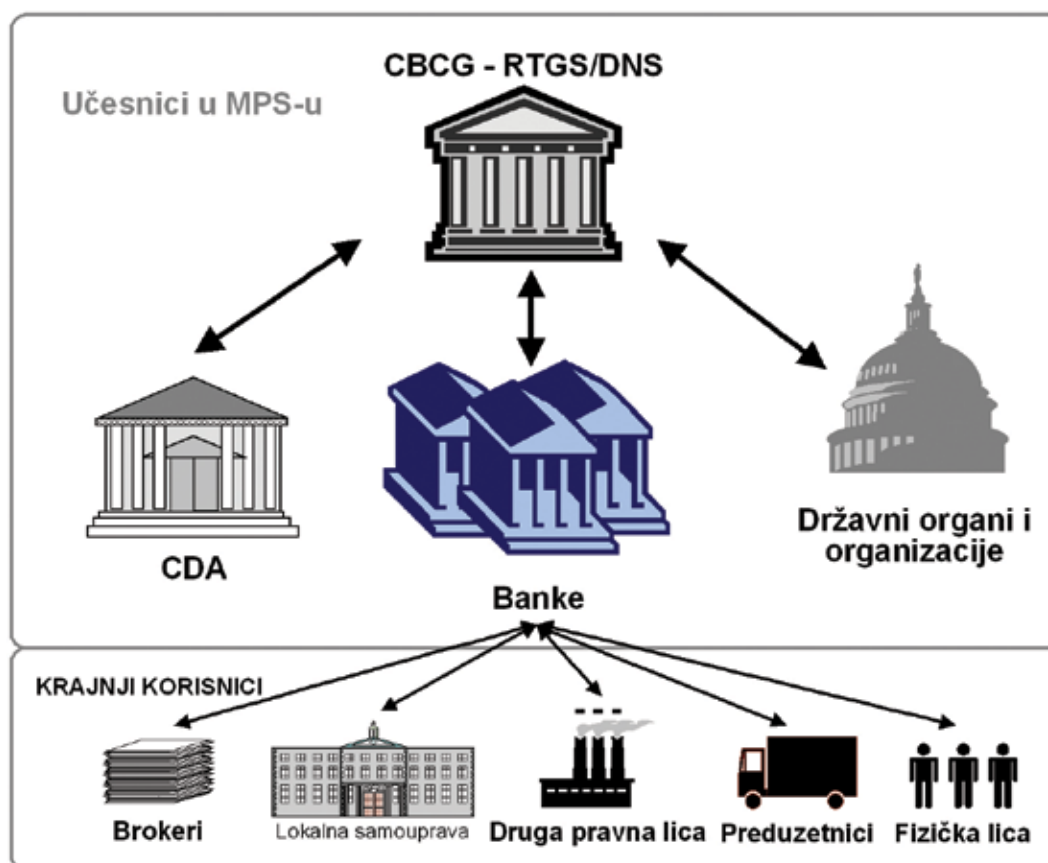 CBCG - RTGS/DNS
Učesnici u MPS-u
CDA
Banke
Državni organi i
organizacije
KRAJNJI KORISNICI
Brokeri
Lokalna samouprava
Druga pravna lica
Preduzetnici
Fizička lica